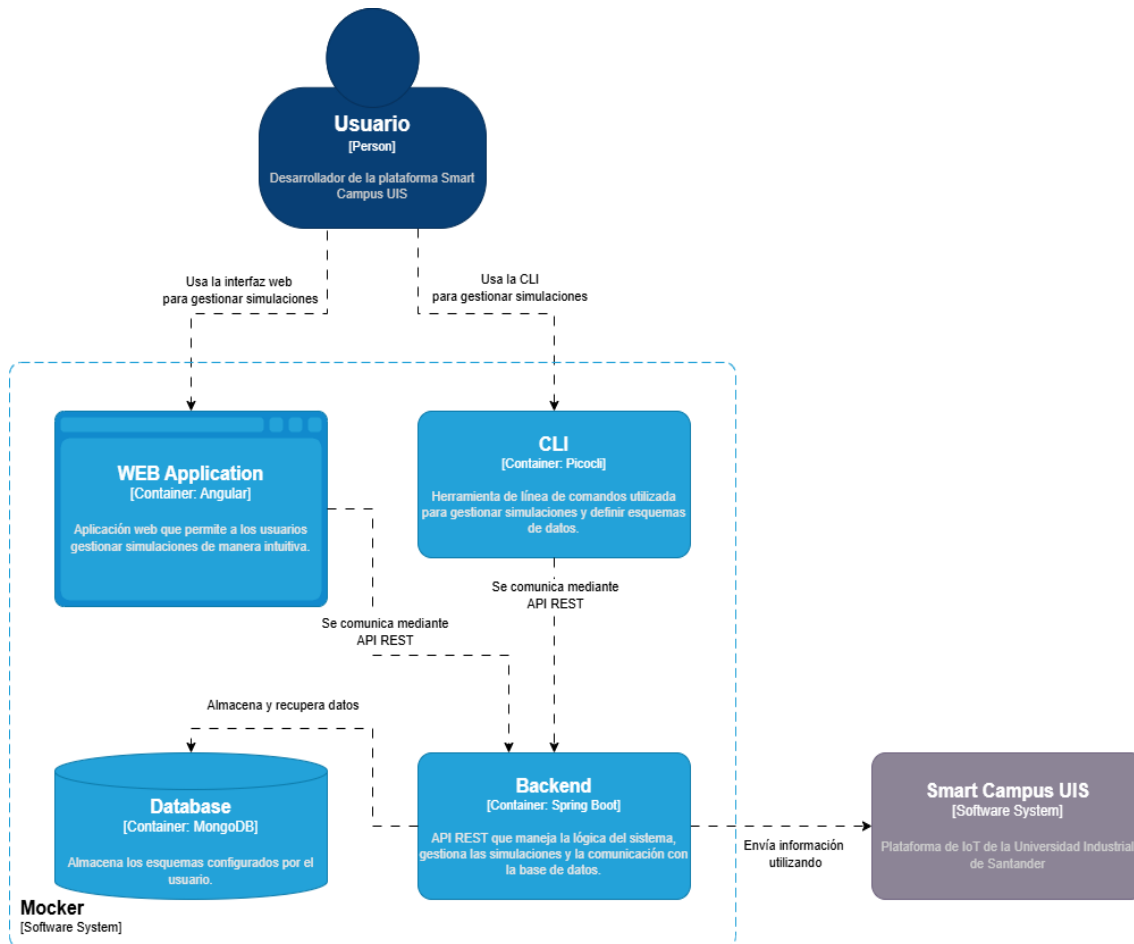 Usuario
[Person]
Desarrollador de la plataforma Smart
Campus UIS
Usa la interfaz web
para gestionar simulaciones
Usa la CLI
para gestionar simulaciones
WEB Application
[Container: Angular]
Aplicación web que permite a los usuarios
gestionar simulaciones de manera intuitiva.
CLI
[Container: Picocli]
Herramienta de línea de comandos utilizada
para gestionar simulaciones y definir esquemas
de datos.
Se comunica mediante
API REST
Se comunica mediante
API REST
Almacena y recupera datos
Database
[Container: MongoDB]
Almacena los esquemas configurados por el
usuario.
Backend
[Container: Spring Boot]
API REST que maneja la lógica del sistema,
gestiona las simulaciones y la comunicación con
la base de datos.
Envía información
utilizando
Smart Campus UIS
[Software System]
Plataforma de IoT de la Universidad Industrial
de Santander
Mocker
[Software System]